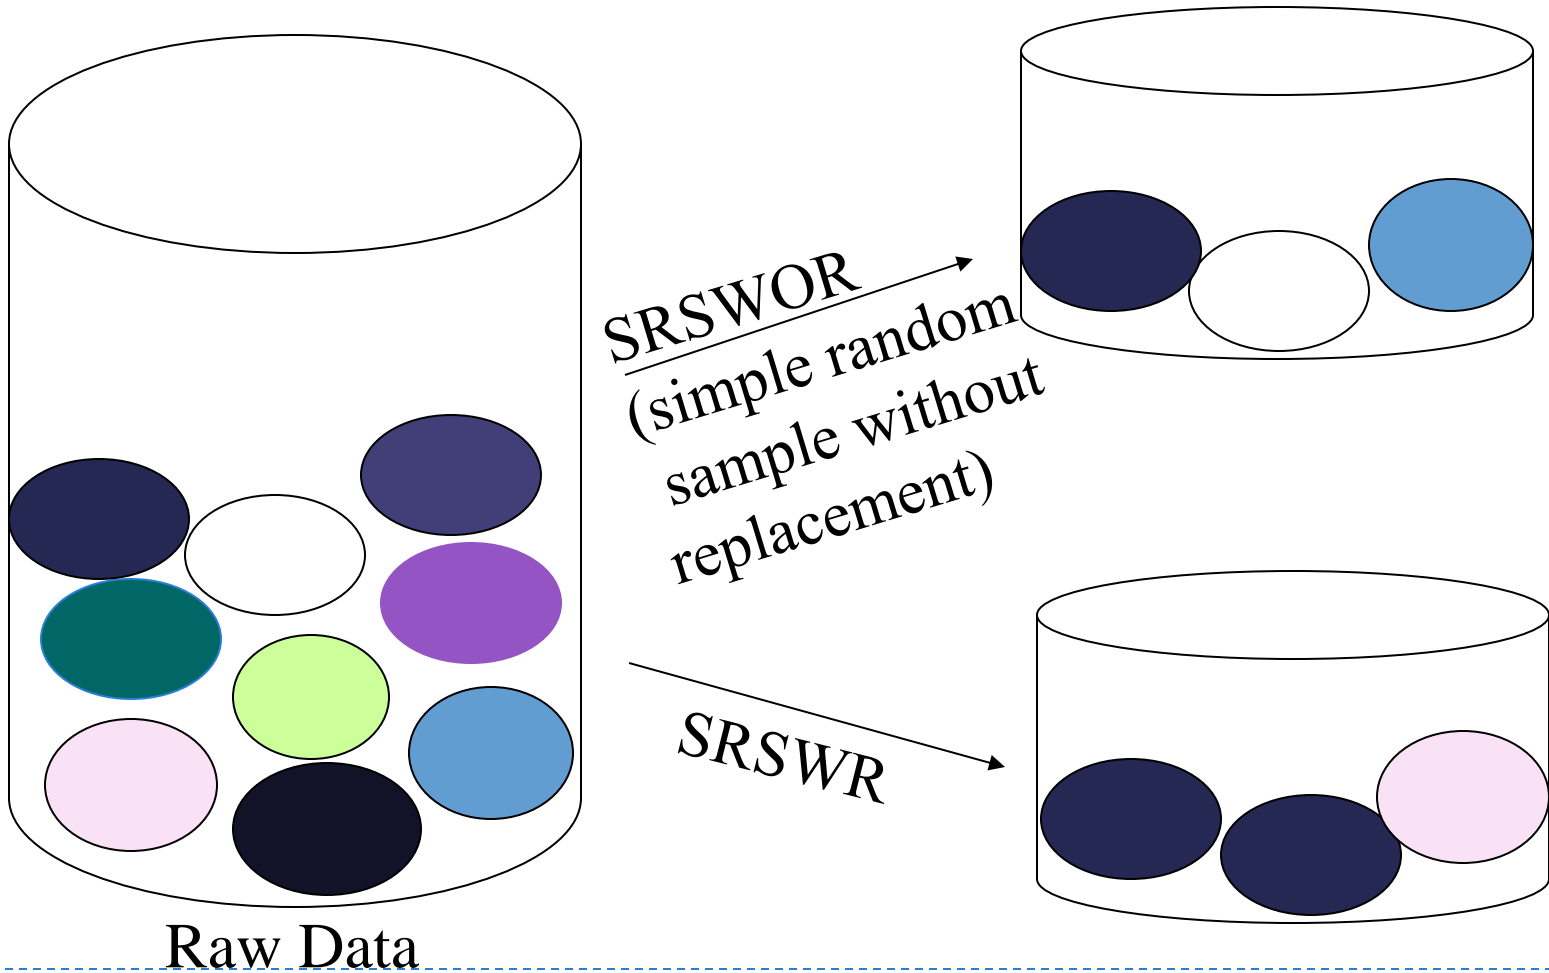 SRSWOR
(simple random
sample without
replacement)
SRSWR
Raw Data